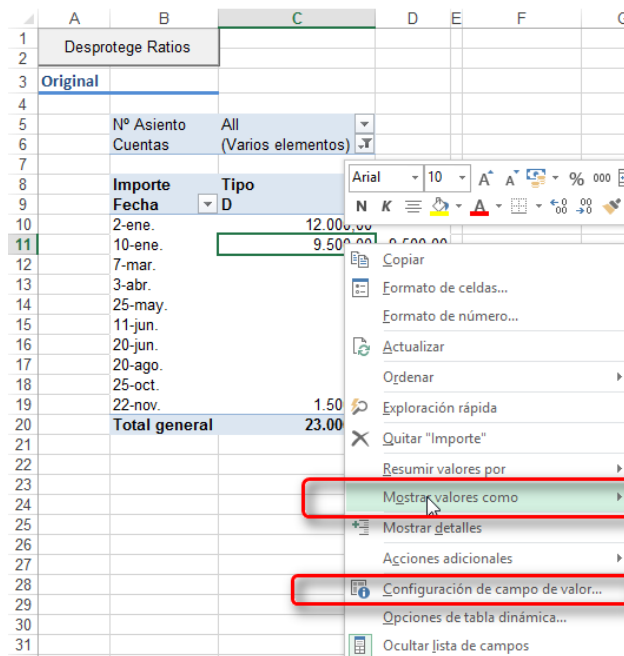 A B C D E F
1 Desprotege Ratios
2
3 Original
4
5 Nº Asiento All
6 Cuentas (Varios elementos)
7
8 Importe Tipo
9 Fecha D
10 2-ene. 12.000,00
11 10-ene. 9.500,00 9.500,00
12 7-mar.
13 3-abr.
14 25-may.
15 11-jun.
16 20-jun.
17 20-ago.
18 25-oct.
19 22-nov. 1.50
20 Total general 23.00
21
22
23
24
25
26
27
28
29
30
31
Arial 10 A A % 000
N K A
Copiar
Formato de celdas...
Formato de número...
Actualizar
Ordenar
Exploración rápida
Quitar "Importe"
Resumir valores por
Mostrar valores como
Mostrar detalles
Acciones adicionales
Configuración de campo de valor...
Opciones de tabla dinámica...
Ocultar lista de campos